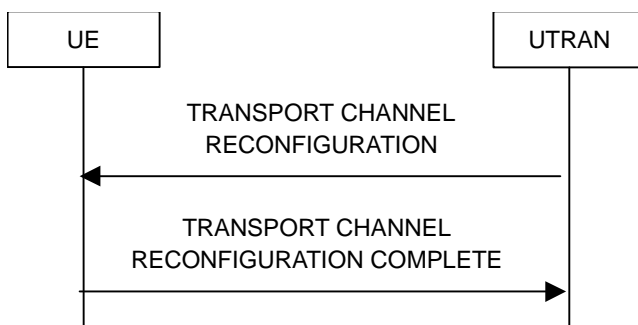 UE
UTRAN
TRANSPORT CHANNEL
RECONFIGURATION
TRANSPORT CHANNEL
RECONFIGURATION COMPLETE